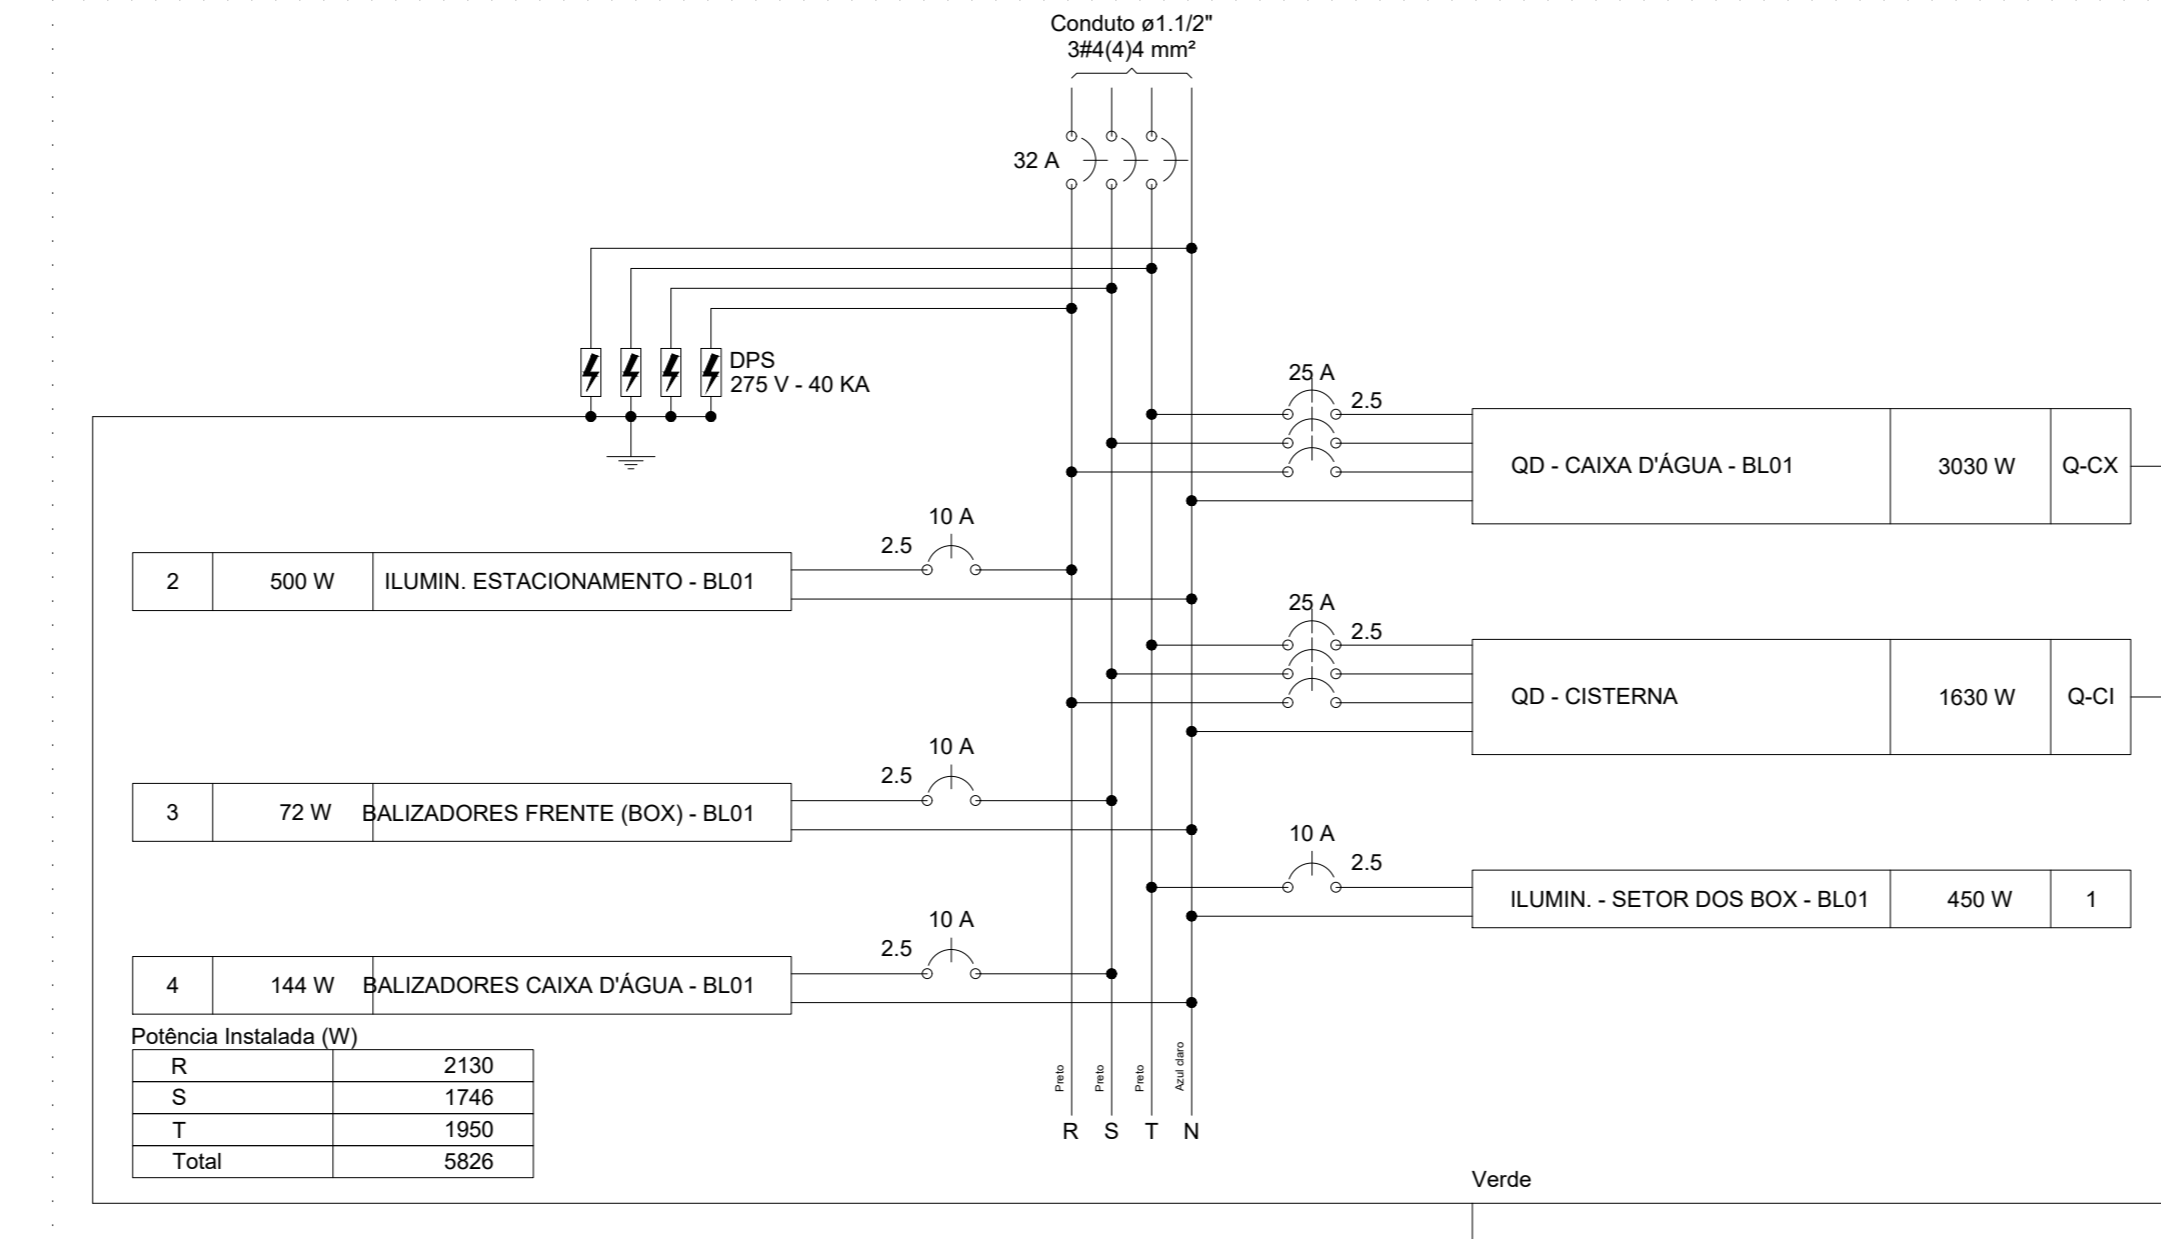 Conduto ø1.1/2"
3#4(4)4 mm²
32 A
DPS
275 V - 40 KA
25 A
2.5
QD - CAIXA D'ÁGUA - BL01 3030 W Q-CX
10 A
2.5
2 500 W ILUMIN. ESTACIONAMENTO - BL01
25 A
2.5
QD - CISTERNA 1630 W Q-CI
10 A
2.5
3 72 W BALIZADORES FRENTE (BOX) - BL01
10 A
2.5
ILUMIN. - SETOR DOS BOX - BL01 450 W 1
10 A
2.5
4 144 W BALIZADORES CAIXA D'ÁGUA - BL01
Potência Instalada (W)
R 2130
S 1746
T 1950
Total 5826
Preto
Preto
Preto
Azul claro
R S T N
Verde